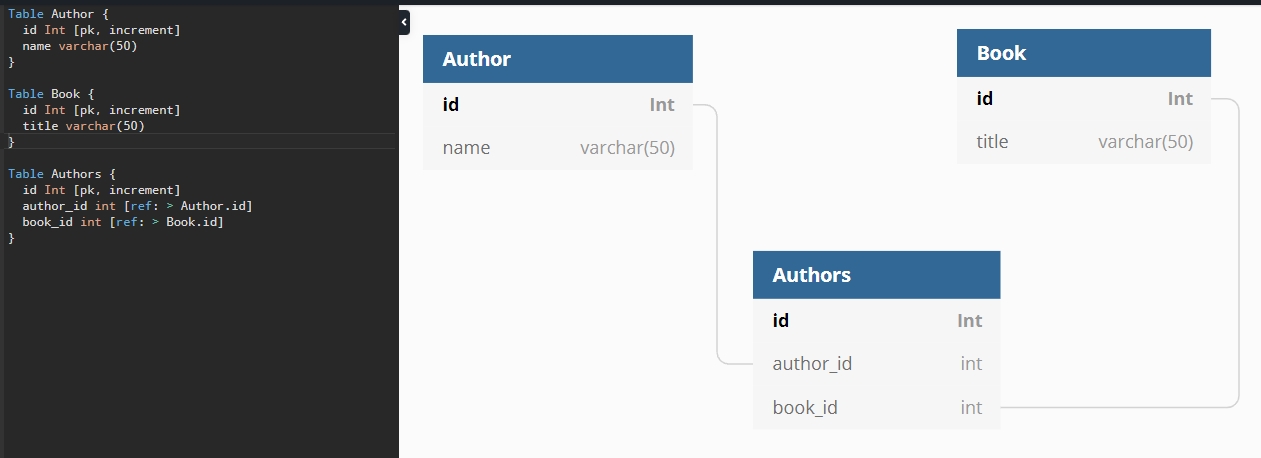 Table Author {
  id Int [pk, increment]
  name varchar(50)
}
Table Book {
  id Int [pk, increment]
  title varchar(50)
}
Table Authors {
  id Int [pk, increment]
  author_id int [ref: > Author.id]
  book_id int [ref: > Book.id]
}
Author
id Int
name varchar(50)
Book
id Int
title varchar(50)
Authors
id Int
author_id int
book_id int